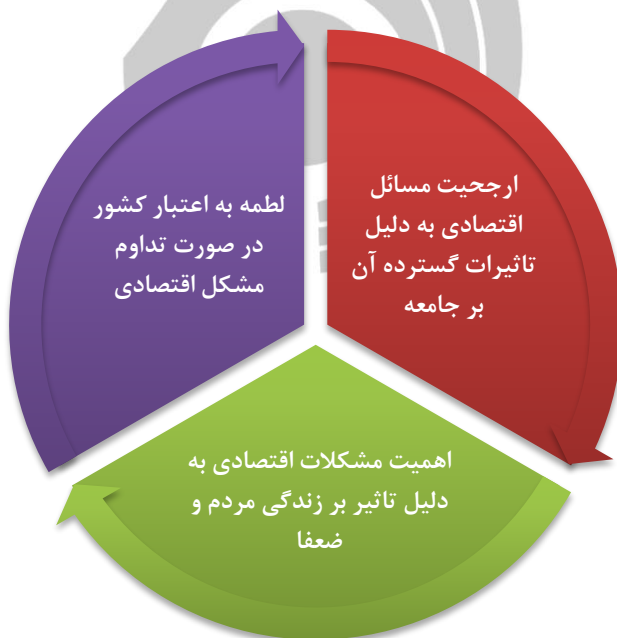 ارجحیت مسائل
اقتصادی به دلیل
تاثیرات گسترده آن
بر جامعه
اهمیت مشکلات اقتصادی به
دلیل تاثیر بر زندگی مردم و
ضعفا
لطمه به اعتبار کشور
در صورت تداوم
مشکل اقتصادی